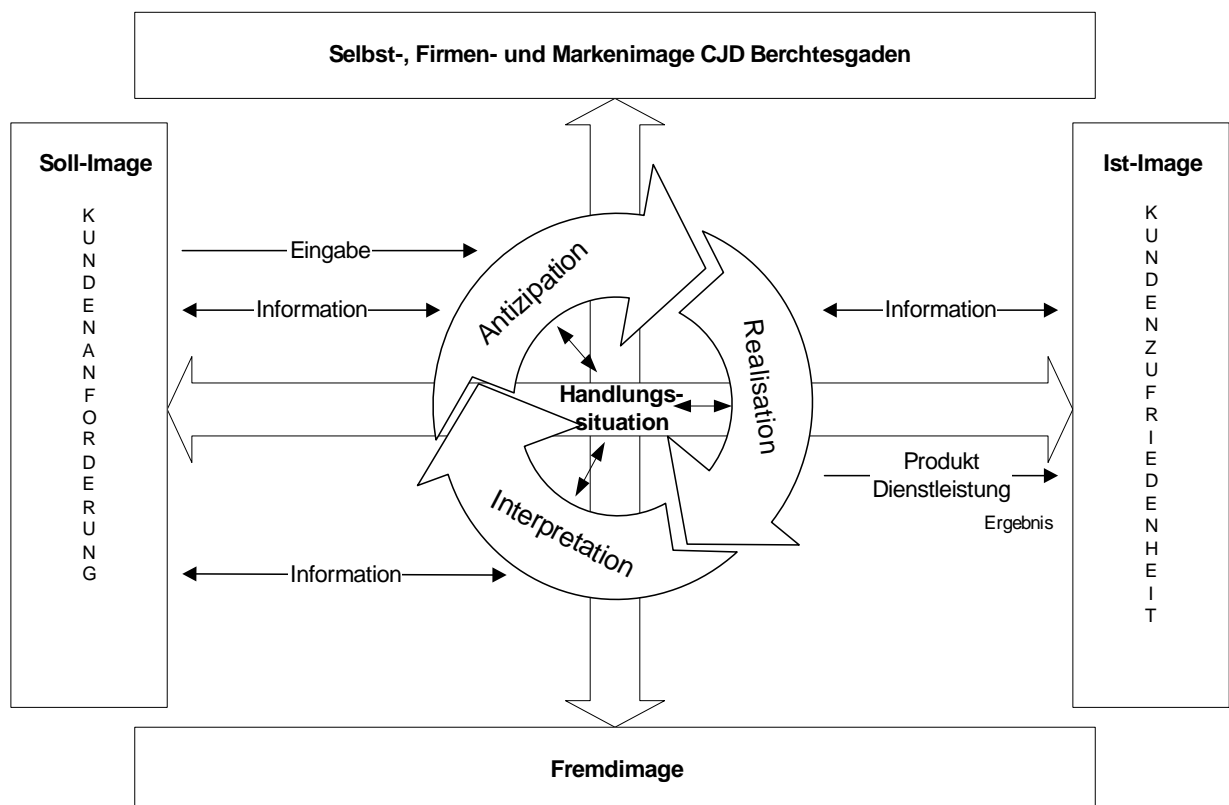 Selbst-, Firmen- und Markenimage CJD Berchtesgaden
Soll-Image
KUNDENANFORDERUNG
Eingabe
Information
Information
Antizipation
Realisation
Interpretation
Handlungs-
situation
Ist-Image
KUNDENZUFRIEDENHEIT
Information
Produkt
Dienstleistung
Ergebnis
Fremdimage